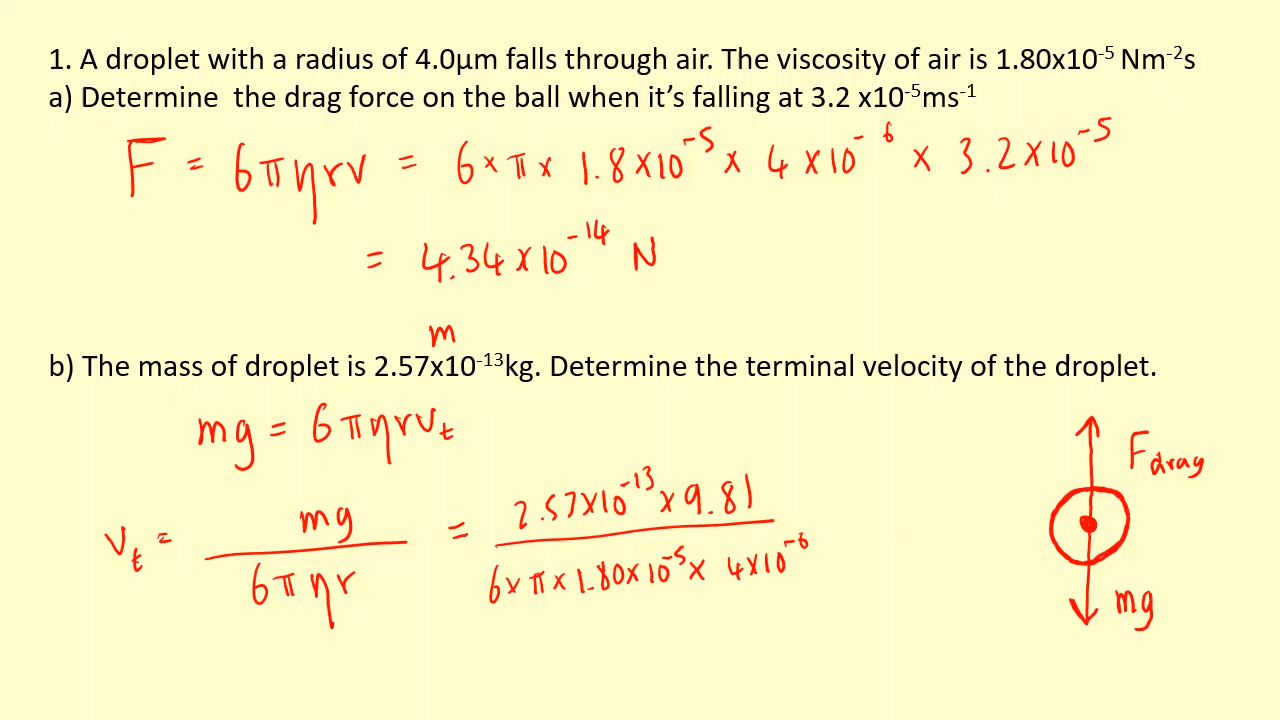 1. A droplet with a radius of 4.0μm falls through air. The viscosity of air is 1.80x10⁻⁵ Nm⁻²s
a) Determine the drag force on the ball when it's falling at 3.2 x10⁻⁵ms⁻¹
F = 6πηrv = 6 × π × 1.8 × 10⁻⁵ × 4 × 10⁻⁶ × 3.2 × 10⁻⁵
= 4.34 × 10⁻¹⁴ N
m
b) The mass of droplet is 2.57x10⁻¹³kg. Determine the terminal velocity of the droplet.
mg = 6πηrvₜ
F drag
vₜ = mg / 6πηr = 2.57×10⁻¹³ × 9.81 / 6 × π × 1.80 × 10⁻⁵ × 4 × 10⁻⁶
mg